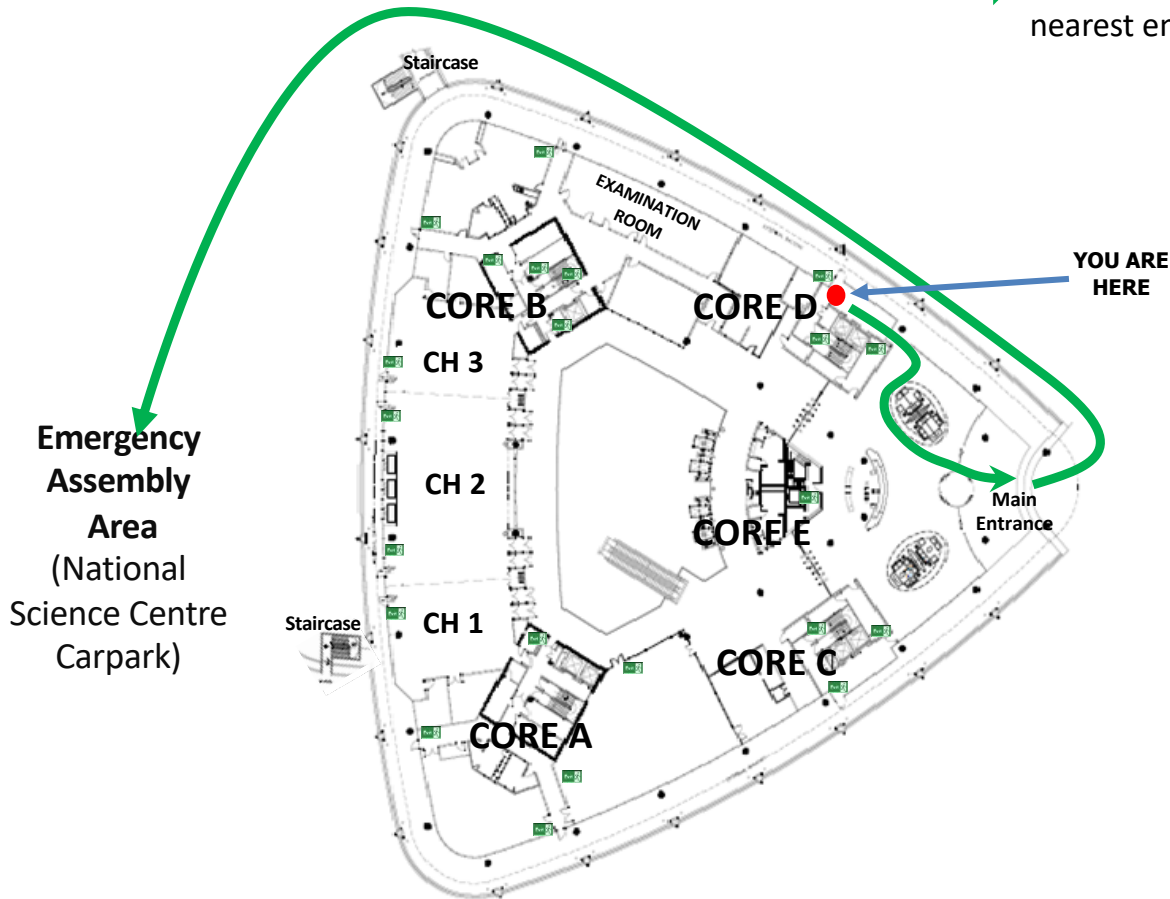 nearest en
Staircase
EXAMINATION
ROOM
YOU ARE
HERE
CORE B
CORE D
CH 3
Emergency
Assembly
Area
(National
Science Centre
Carpark)
CH 2
Main
Entrance
CORE E
Staircase
CH 1
CORE C
CORE A